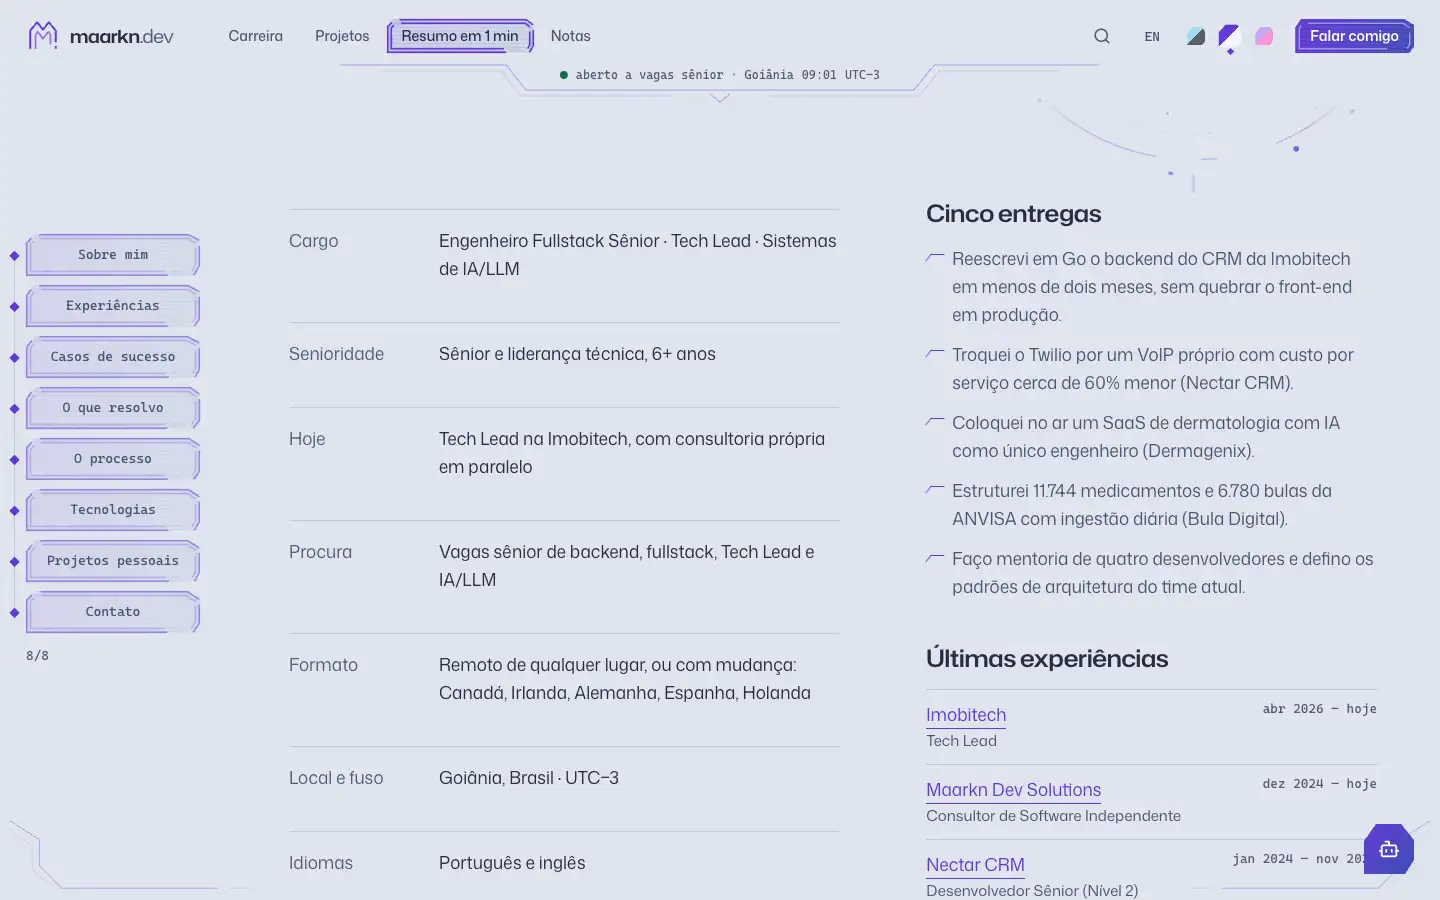 maarkn.dev
Carreira
Projetos
Resumo em 1 min
Notas
EN
Falar comigo
aberto a vagas sênior · Goiânia 09:01 UTC−3
Sobre mim
Experiências
Casos de sucesso
O que resolvo
O processo
Tecnologias
Projetos pessoais
Contato
8/8
Cargo
Engenheiro Fullstack Sênior · Tech Lead · Sistemas
de IA/LLM
Senioridade
Sênior e liderança técnica, 6+ anos
Hoje
Tech Lead na Imobitech, com consultoria própria
em paralelo
Procura
Vagas sênior de backend, fullstack, Tech Lead e
IA/LLM
Formato
Remoto de qualquer lugar, ou com mudança:
Canadá, Irlanda, Alemanha, Espanha, Holanda
Local e fuso
Goiânia, Brasil · UTC−3
Idiomas
Português e inglês
Cinco entregas
Reescrevi em Go o backend do CRM da Imobitech
em menos de dois meses, sem quebrar o front-end
em produção.
Troquei o Twilio por um VoIP próprio com custo por
serviço cerca de 60% menor (Nectar CRM).
Coloquei no ar um SaaS de dermatologia com IA
como único engenheiro (Dermagenix).
Estruturei 11.744 medicamentos e 6.780 bulas da
ANVISA com ingestão diária (Bula Digital).
Faço mentoria de quatro desenvolvedores e defino os
padrões de arquitetura do time atual.
Últimas experiências
Imobitech
abr 2026 — hoje
Tech Lead
Maarkn Dev Solutions
dez 2024 — hoje
Consultor de Software Independente
Nectar CRM
jan 2024 — nov
Desenvolvedor Sênior (Nível 2)